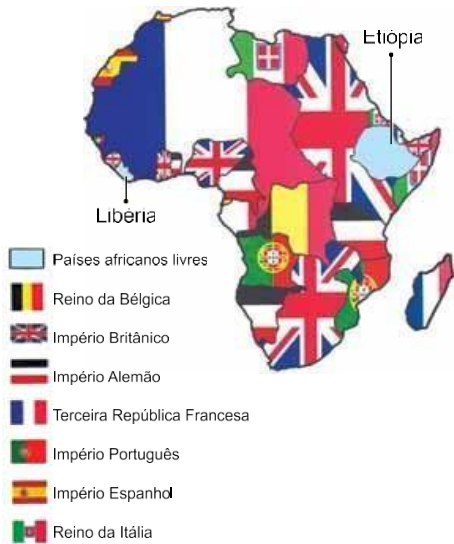 Etiópia
Libéria
Países africanos livres
Reino da Bélgica
Império Britânico
Império Alemão
Terceira República Francesa
Império Português
Império Espanhol
Reino da Itália